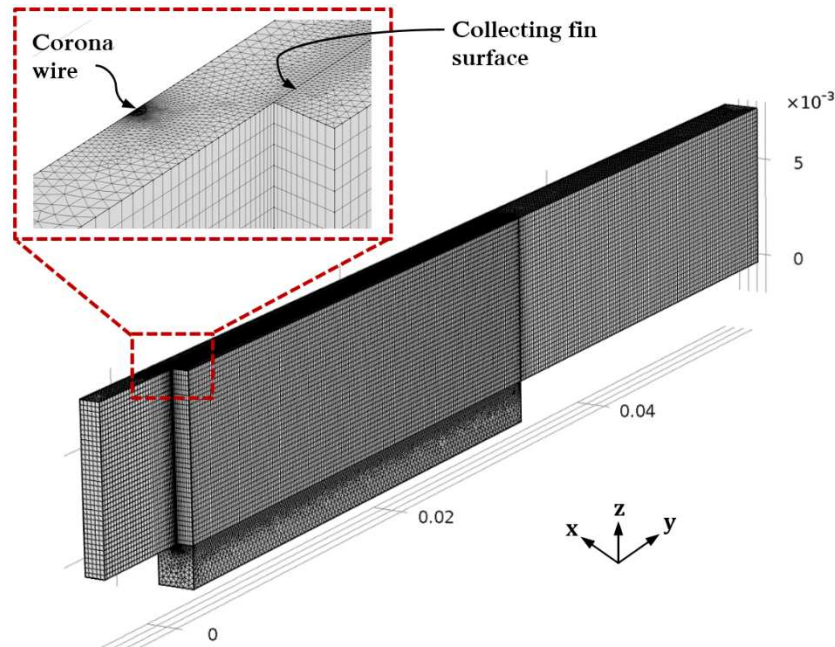 Corona
wire
Collecting fin
surface
×10⁻³
5
0
0.04
0.02
0
x
z
y